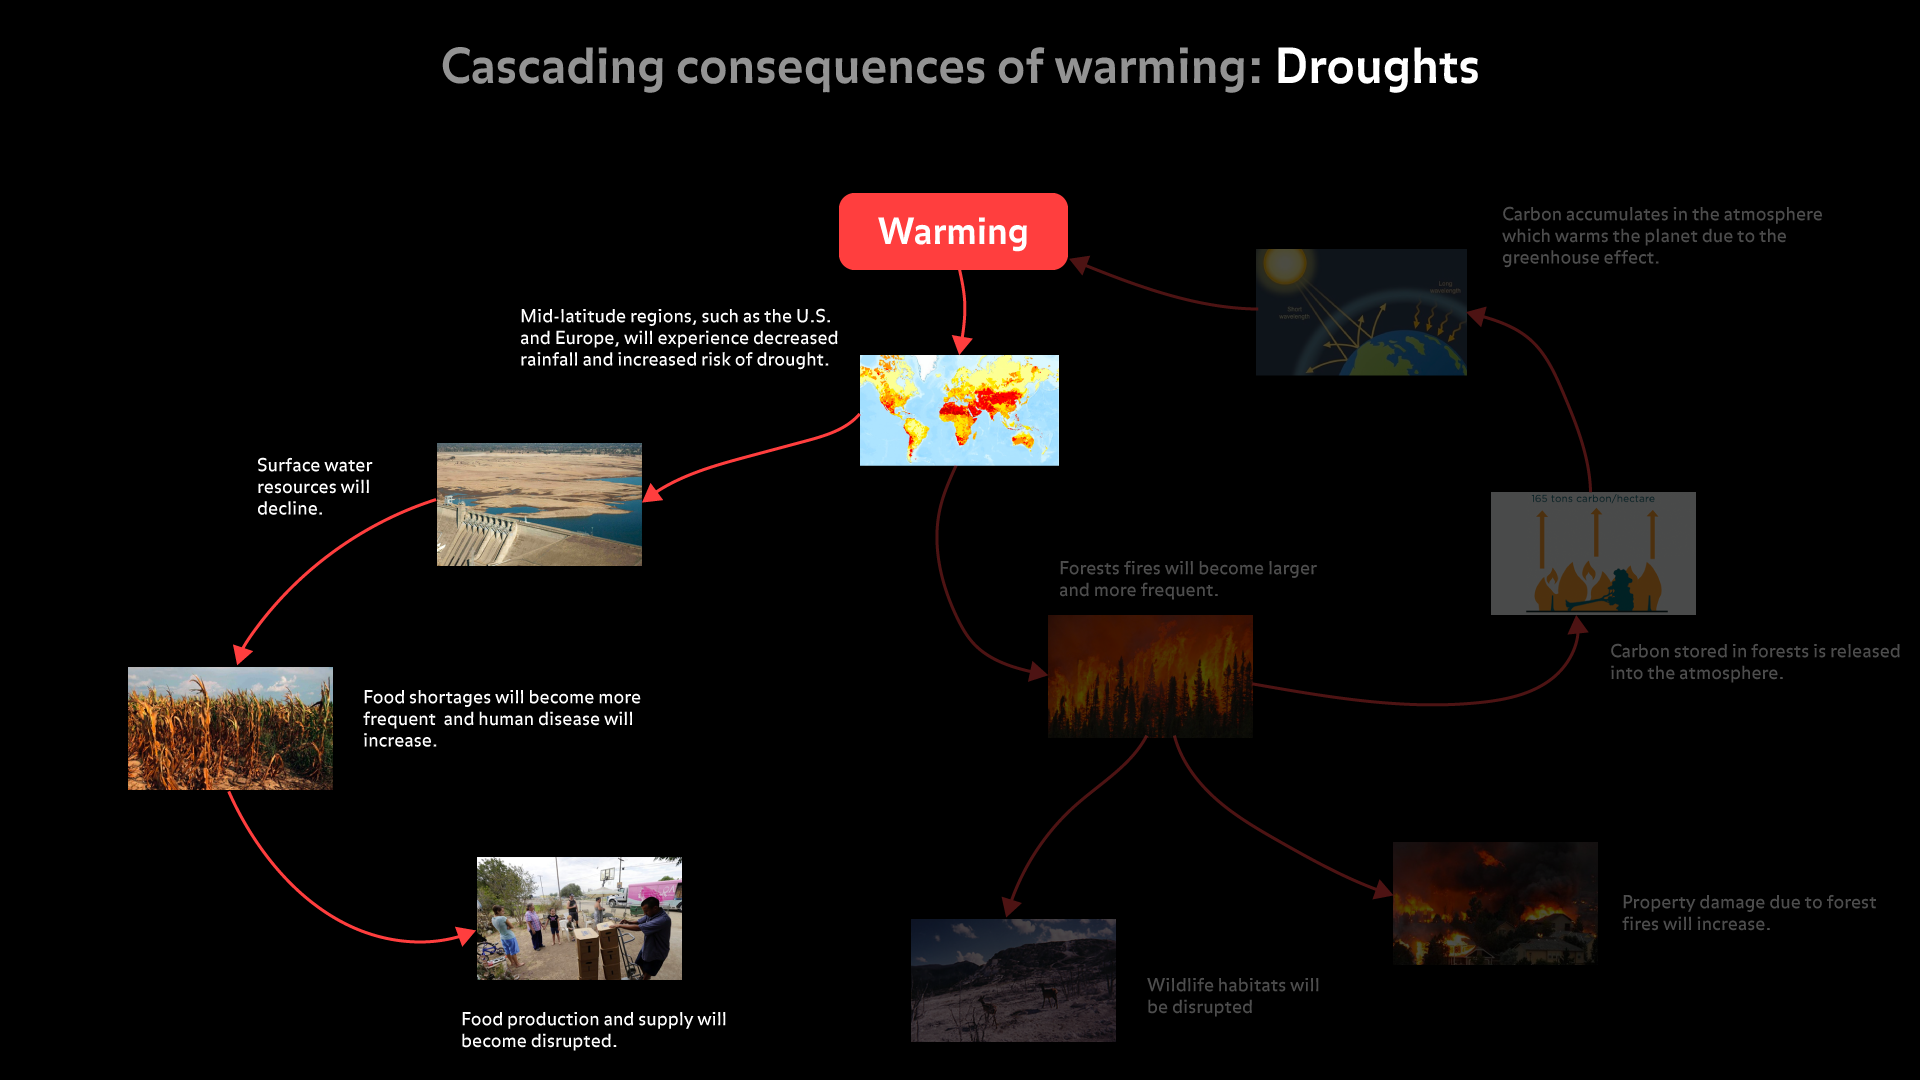 Cascading consequences of warming: Droughts
Warming
Mid-latitude regions, such as the U.S.
and Europe, will experience decreased
rainfall and increased risk of drought.
Surface water
resources will
decline.
Food shortages will become more
frequent  and human disease will
increase.
Food production and supply will
become disrupted.
Forests fires will become larger
and more frequent.
Wildlife habitats will
be disrupted
Property damage due to forest
fires will increase.
165 tons carbon/hectare
Carbon stored in forests is released
into the atmosphere.
Carbon accumulates in the atmosphere
which warms the planet due to the
greenhouse effect.
Short
wavelength
Long
wavelength